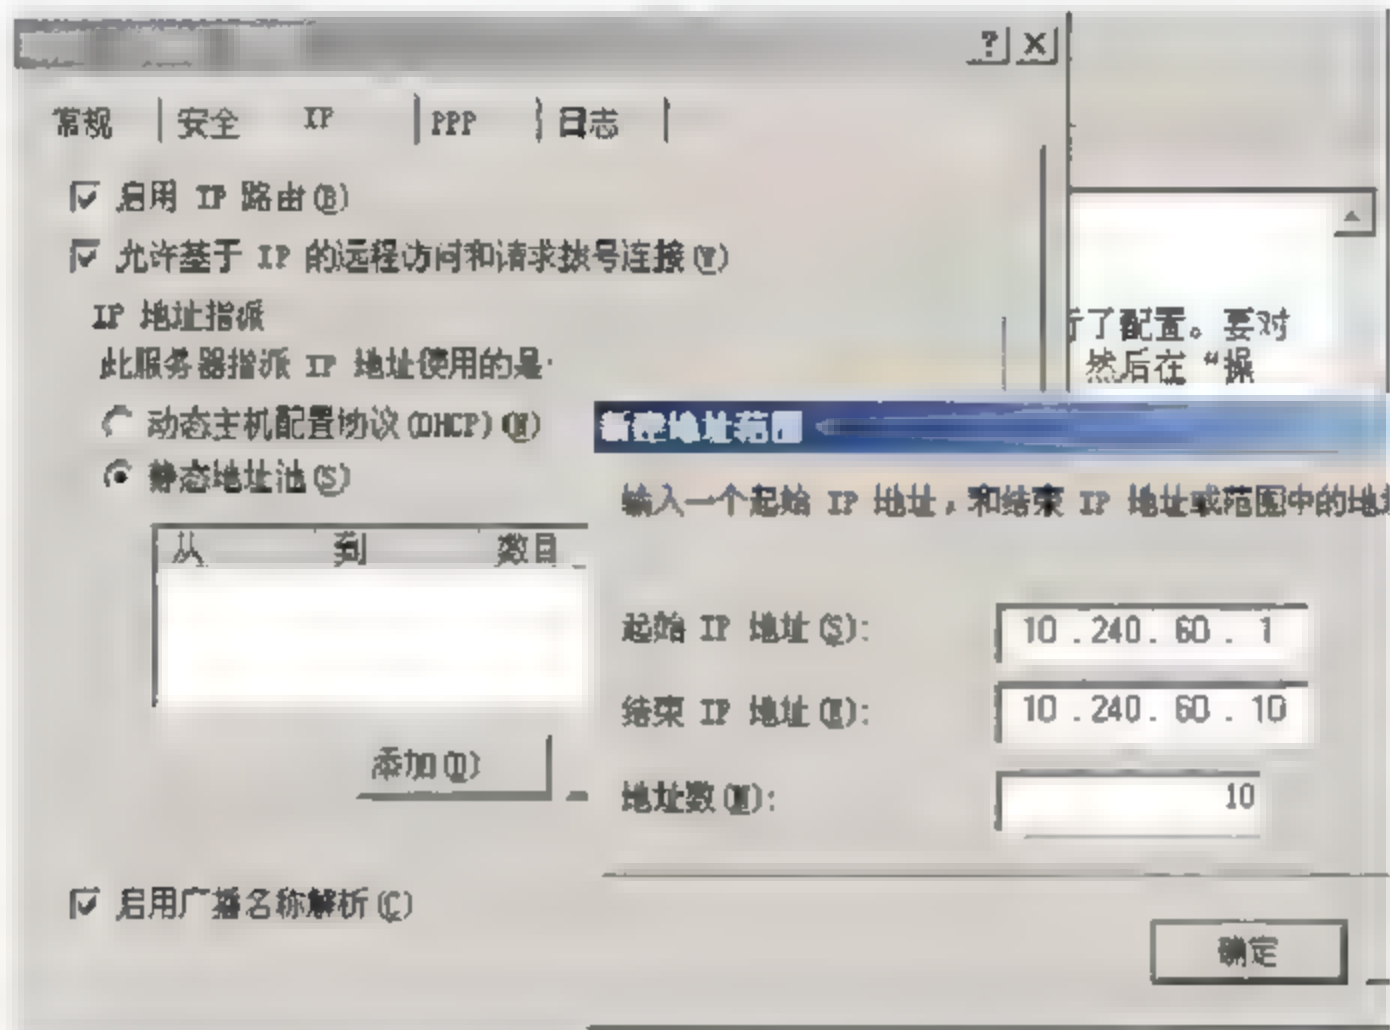 常规 安全 IP PPP 日志
启用 IP 路由(R)
允许基于 IP 的远程访问和请求拨号连接(W)
IP 地址指派
此服务器指派 IP 地址使用的是:
动态主机配置协议(DHCP)(N)
静态地址池(S)
从 到 数目
添加(D)
启用广播名称解析(C)
行了配置。要对
然后在“操
新建地址范围
输入一个起始 IP 地址,和结束 IP 地址或范围中的地
起始 IP 地址(S): 10 .240. 60 . 1
结束 IP 地址(E): 10 .240. 60 . 10
地址数(N): 10
确定